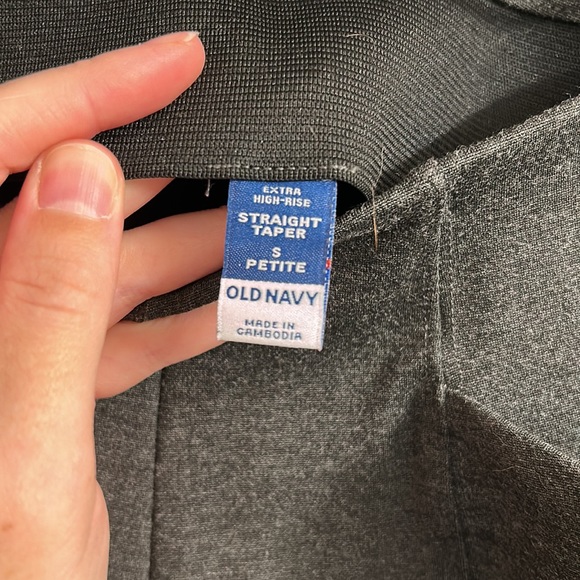 EXTRA
HIGH-RISE
STRAIGHT
TAPER
S
PETITE
OLD NAVY
MADE IN
CAMBODIA